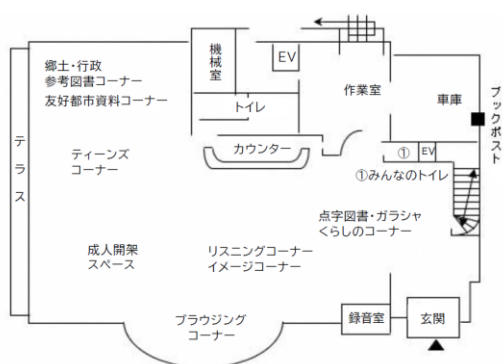 郷土・行政
参考図書コーナー
友好都市資料コーナー
機械室
EV
トイレ
作業室
車庫
ブックポスト
テラス
ティーンズ
コーナー
カウンター
①
EV
①みんなのトイレ
点字図書・ガラシャ
くらしのコーナー
成人開架
スペース
リスニングコーナー
イメージコーナー
ブラウジング
コーナー
録音室
玄関